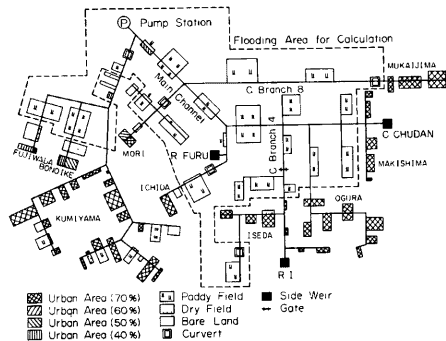 P Pump Station
Flooding Area for Calculation
MUKAIJIMA
Main Channel
C Branch 8
C Branch 4
C CHUDAN
FUJIWALA
BONOIKE
MORI
R FURU
MAKISHIMA
ICHIDA
OGURA
KUMIYAMA
ISEDA
R I
Urban Area (70%)
Urban Area (60%)
Urban Area (50%)
Urban Area (40%)
Paddy Field
Dry Field
Bare Land
Curvert
Side Weir
Gate